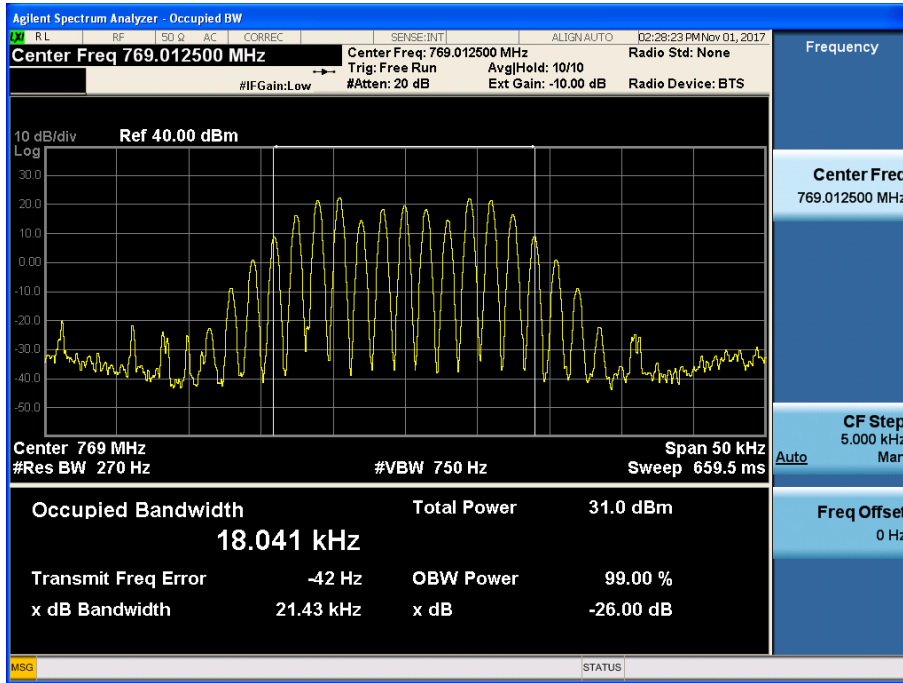 Agilent Spectrum Analyzer - Occupied BW
LXI RL RF 50 Ω AC CORREC SENSE:INT ALIGN AUTO 02:28:23 PM Nov 01, 2017
Center Freq 769.012500 MHz
Center Freq: 769.012500 MHz Radio Std: None
Trig: Free Run Avg|Hold: 10/10
#IFGain:Low #Atten: 20 dB Ext Gain: -10.00 dB Radio Device: BTS
10 dB/div Ref 40.00 dBm
Log
30.0
20.0
10.0
0.00
-10.0
-20.0
-30.0
-40.0
-50.0
Center 769 MHz Span 50 kHz
#Res BW 270 Hz #VBW 750 Hz Sweep 659.5 ms
Occupied Bandwidth Total Power 31.0 dBm
18.041 kHz
Transmit Freq Error -42 Hz OBW Power 99.00 %
x dB Bandwidth 21.43 kHz x dB -26.00 dB
MSG STATUS
Frequency
Center Freq
769.012500 MHz
CF Step
5.000 kHz
Auto Man
Freq Offset
0 Hz